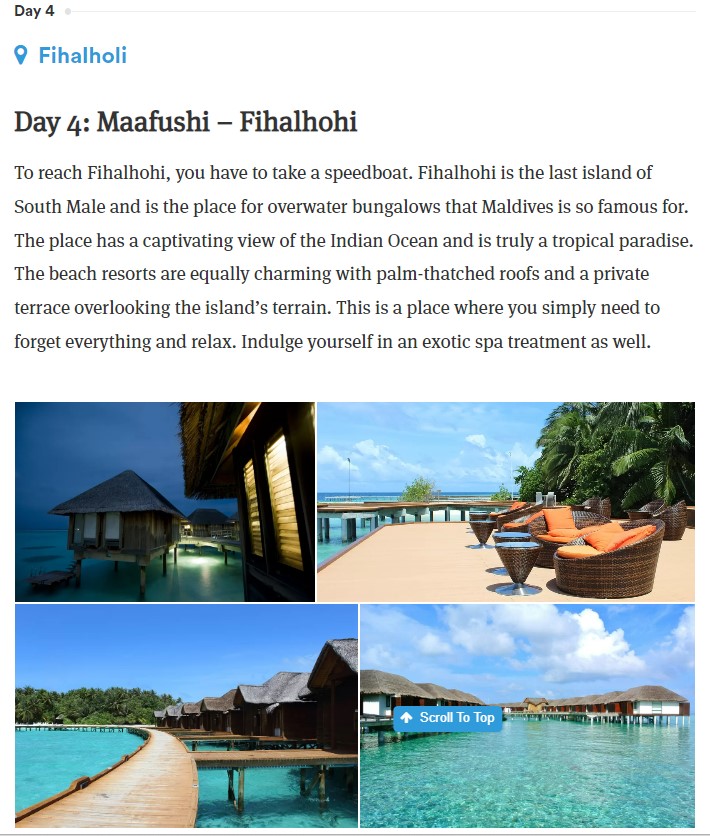 Day 4
Fihalholi
Day 4: Maafushi – Fihalhohi
To reach Fihalhohi, you have to take a speedboat. Fihalhohi is the last island of
South Male and is the place for overwater bungalows that Maldives is so famous for.
The place has a captivating view of the Indian Ocean and is truly a tropical paradise.
The beach resorts are equally charming with palm-thatched roofs and a private
terrace overlooking the island’s terrain. This is a place where you simply need to
forget everything and relax. Indulge yourself in an exotic spa treatment as well.
Scroll To Top